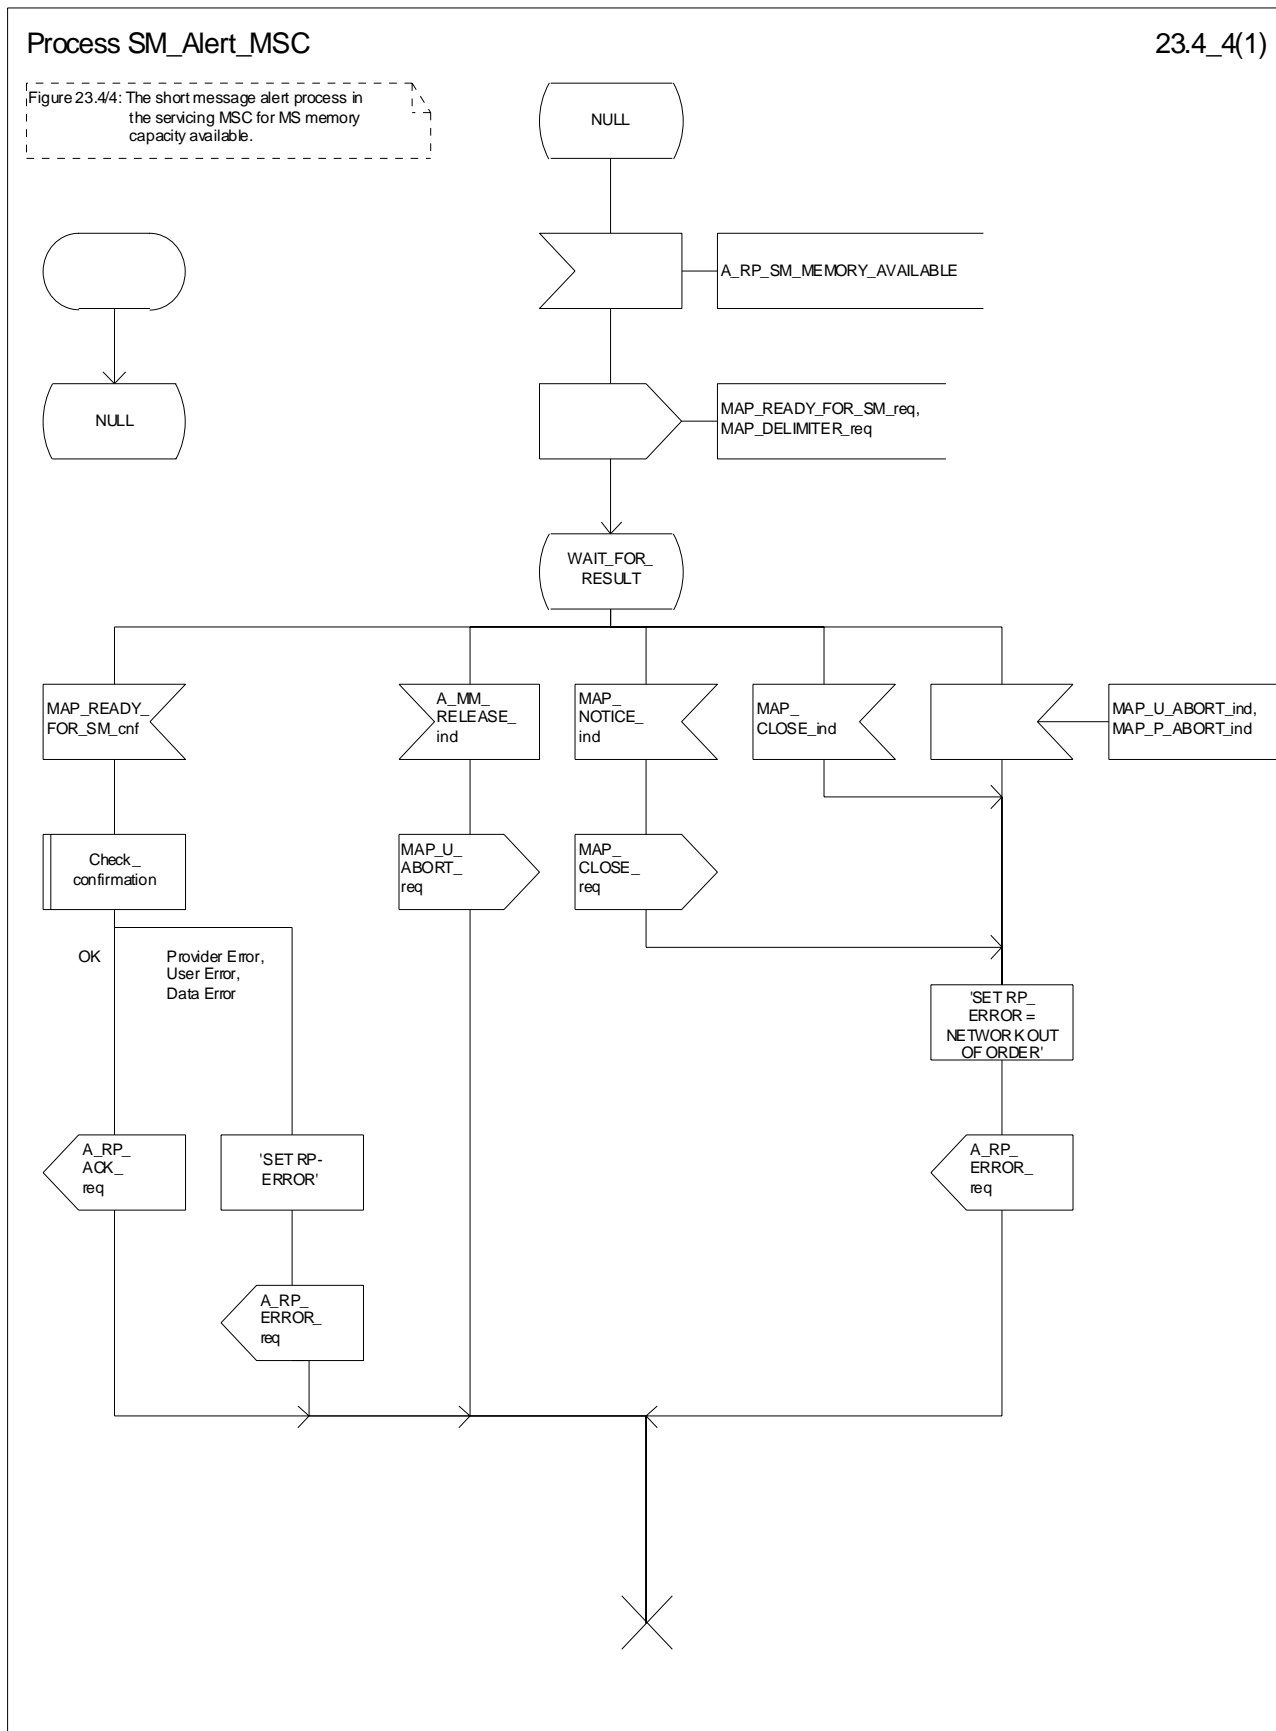 Process SM_Alert_MSC
23.4_4(1)
Figure 23.4/4: The short message alert process in
the servicing MSC for MS memory
capacity available.
NULL
A_RP_SM_MEMORY_AVAILABLE
NULL
MAP_READY_FOR_SM_req,
MAP_DELIMITER_req
WAIT_FOR_
RESULT
MAP_READY_
FOR_SM_cnf
A_MM_
RELEASE_
ind
MAP_
NOTICE_
ind
MAP_
CLOSE_ind
MAP_U_ABORT_ind,
MAP_P_ABORT_ind
Check_
confirmation
MAP_U_
ABORT_
req
MAP_
CLOSE_
req
OK
Provider Error,
User Error,
Data Error
'SET RP_
ERROR =
NETWORK OUT
OF ORDER'
A_RP_
ACK_
req
'SET RP-
ERROR'
A_RP_
ERROR_
req
A_RP_
ERROR_
req